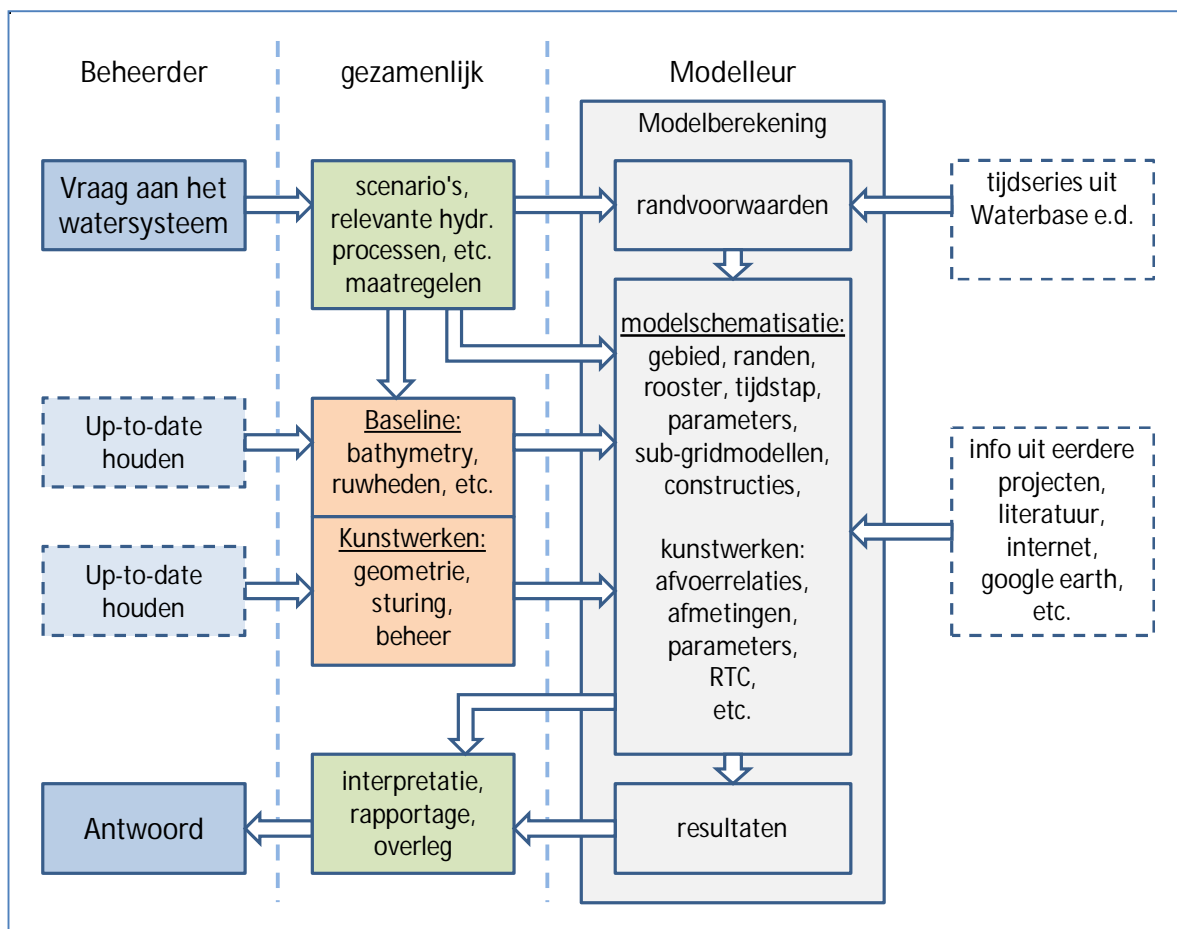 Beheerder
gezamenlijk
Modelleur
Modelberekening
Vraag aan het
watersysteem
scenario's,
relevante hydr.
processen, etc.
maatregelen
randvoorwaarden
tijdseries uit
Waterbase e.d.
modelschematisatie:
gebied, randen,
rooster, tijdstap,
parameters,
sub-gridmodellen,
constructies,
kunstwerken:
afvoerrelaties,
afmetingen,
parameters,
RTC,
etc.
Up-to-date
houden
Baseline:
bathymetry,
ruwheden, etc.
info uit eerdere
projecten,
literatuur,
internet,
google earth,
etc.
Up-to-date
houden
Kunstwerken:
geometrie,
sturing,
beheer
Antwoord
interpretatie,
rapportage,
overleg
resultaten